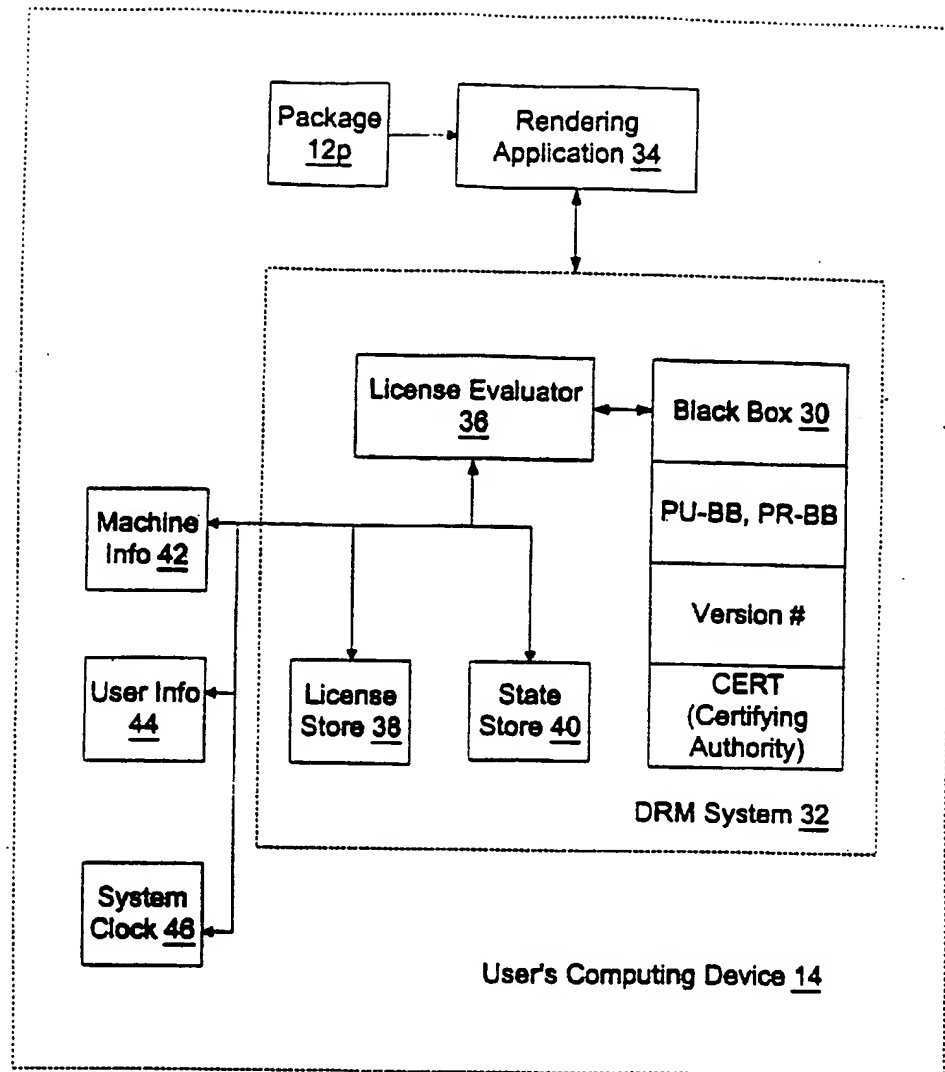 Package
12p
Rendering
Application 34
License Evaluator
36
Black Box 30
PU-BB, PR-BB
Version #
CERT
(Certifying
Authority)
Machine
Info 42
User Info
44
License
Store 38
State
Store 40
DRM System 32
System
Clock 46
User's Computing Device 14